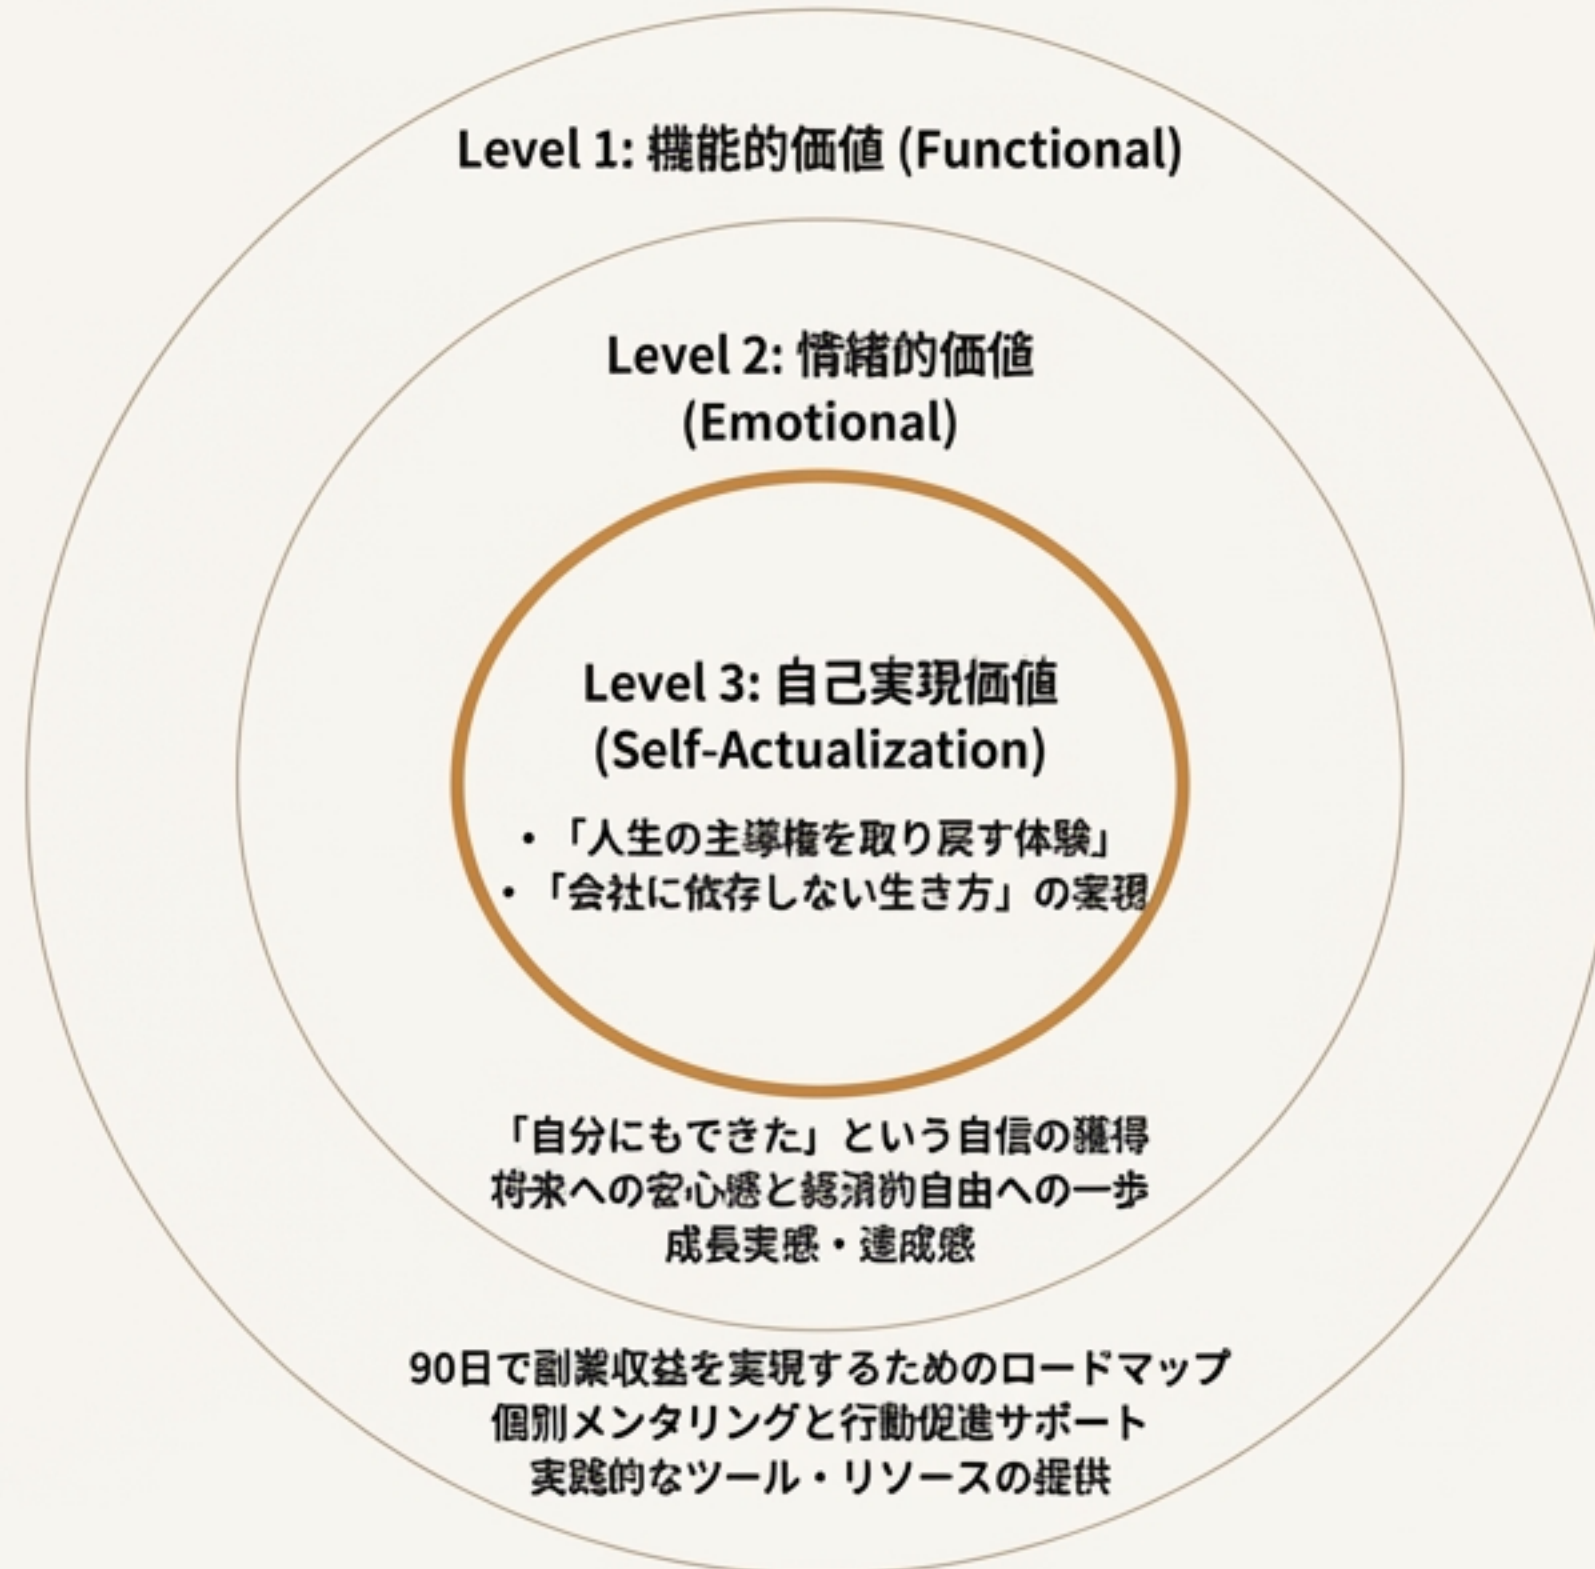 Level 1: 機能的価値 (Functional)
Level 2: 情緒的価値
(Emotional)
Level 3: 自己実現価値
(Self-Actualization)
• 「人生の主導権を取り戻す体験」
• 「会社に依存しない生き方」の実現
「自分にもできた」という自信の獲得
将来への安心感と経済的自由への一歩
成長実感・達成感
90日で副業収益を実現するためのロードマップ
個別メンタリングと行動促進サポート
実践的なツール・リソースの提供